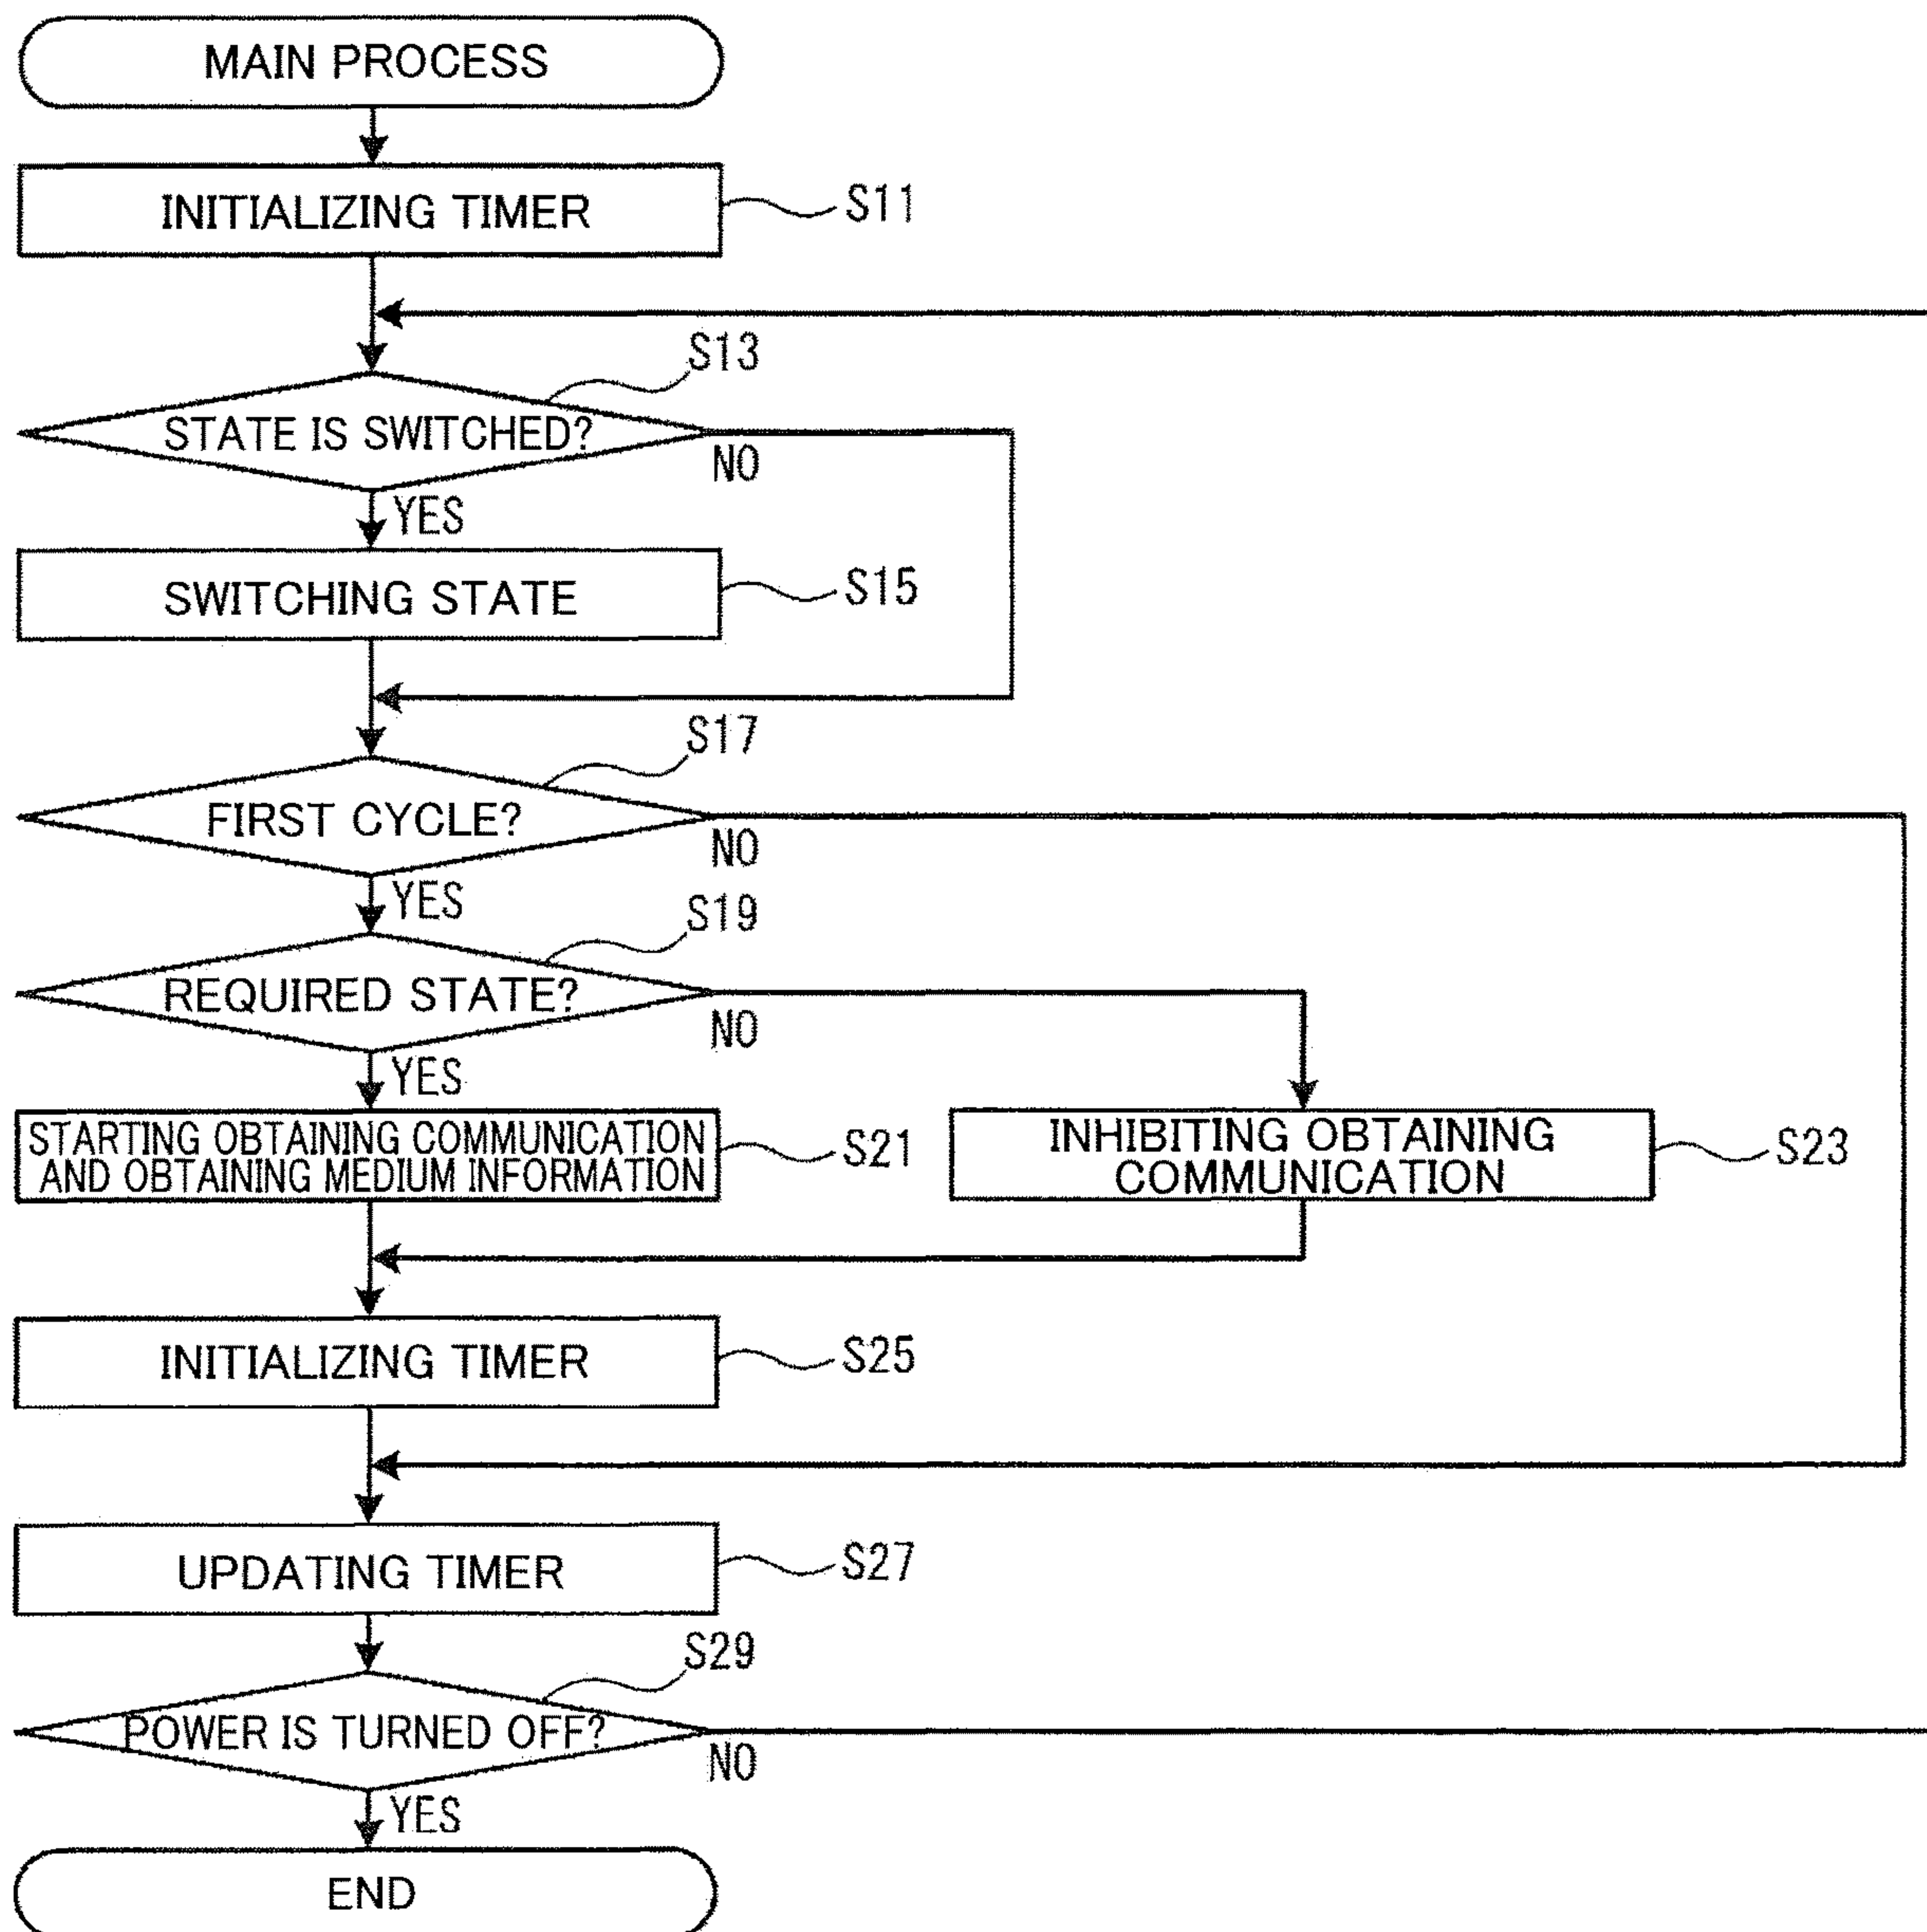 MAIN PROCESS
INITIALIZING TIMER
S11
S13
STATE IS SWITCHED?
NO
YES
SWITCHING STATE
S15
S17
FIRST CYCLE?
NO
YES
S19
REQUIRED STATE?
NO
YES
STARTING OBTAINING COMMUNICATION
AND OBTAINING MEDIUM INFORMATION
S21
INHIBITING OBTAINING
COMMUNICATION
S23
INITIALIZING TIMER
S25
UPDATING TIMER
S27
S29
POWER IS TURNED OFF?
NO
YES
END